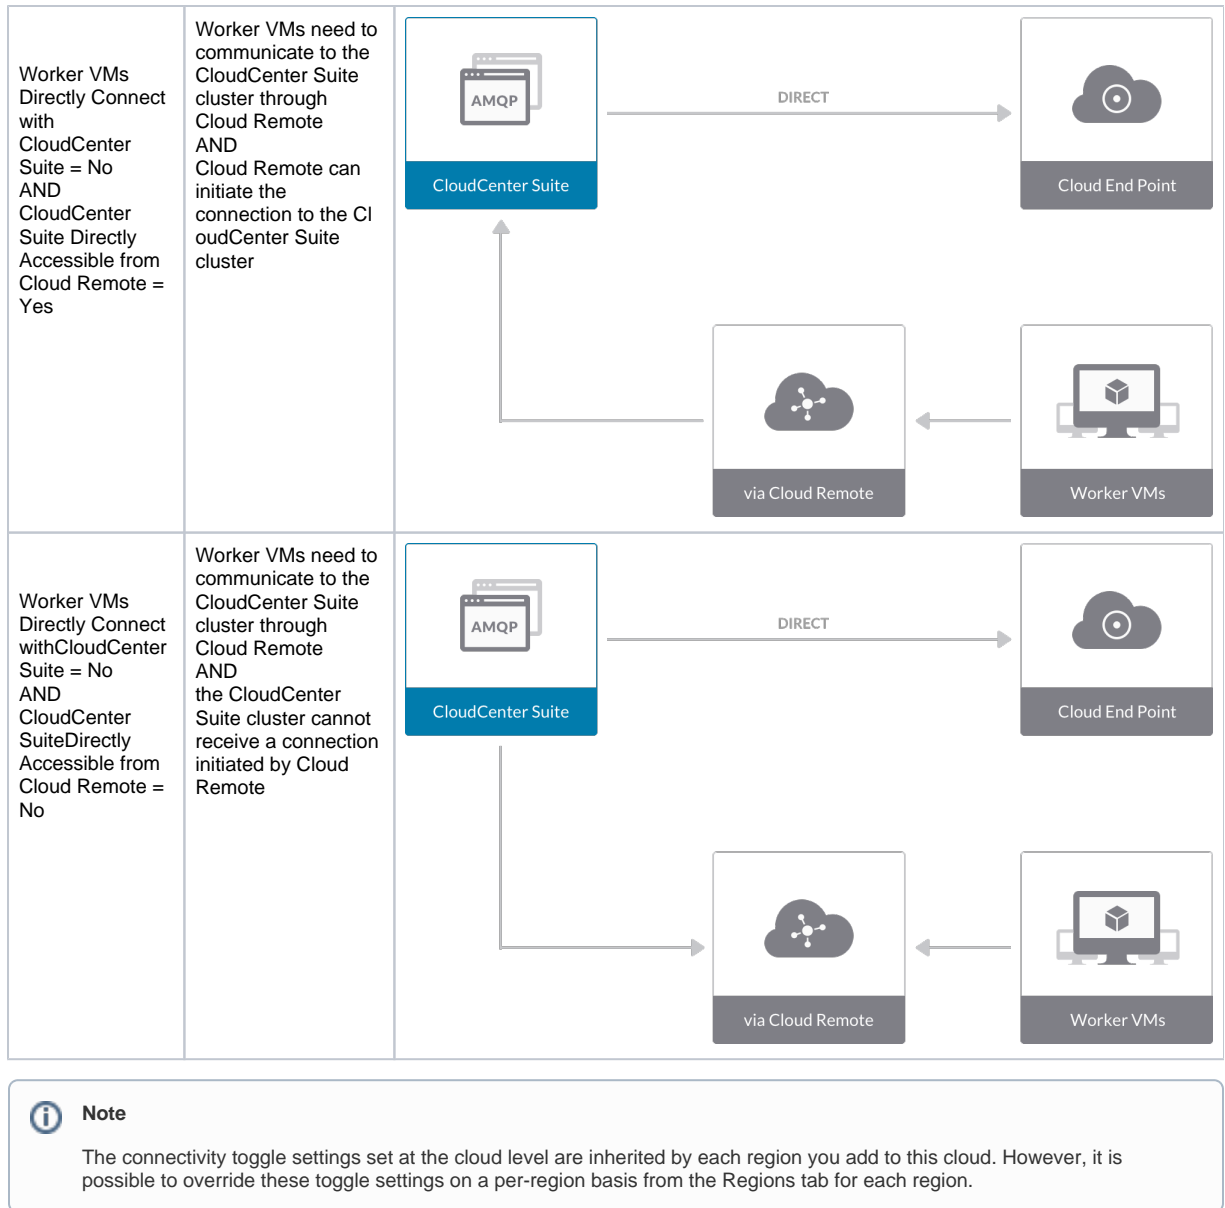 Worker VMs
Directly Connect
with
CloudCenter
Suite = No
AND
CloudCenter
Suite Directly
Accessible from
Cloud Remote =
Yes
Worker VMs need to
communicate to the
CloudCenter Suite
cluster through
Cloud Remote
AND
Cloud Remote can
initiate the
connection to the Cl
oudCenter Suite
cluster
AMQP
CloudCenter Suite
DIRECT
Cloud End Point
via Cloud Remote
Worker VMs
Worker VMs
Directly Connect
withCloudCenter
Suite = No
AND
CloudCenter
SuiteDirectly
Accessible from
Cloud Remote =
No
Worker VMs need to
communicate to the
CloudCenter Suite
cluster through
Cloud Remote
AND
the CloudCenter
Suite cluster cannot
receive a connection
initiated by Cloud
Remote
AMQP
CloudCenter Suite
DIRECT
Cloud End Point
via Cloud Remote
Worker VMs
Note
The connectivity toggle settings set at the cloud level are inherited by each region you add to this cloud. However, it is
possible to override these toggle settings on a per-region basis from the Regions tab for each region.